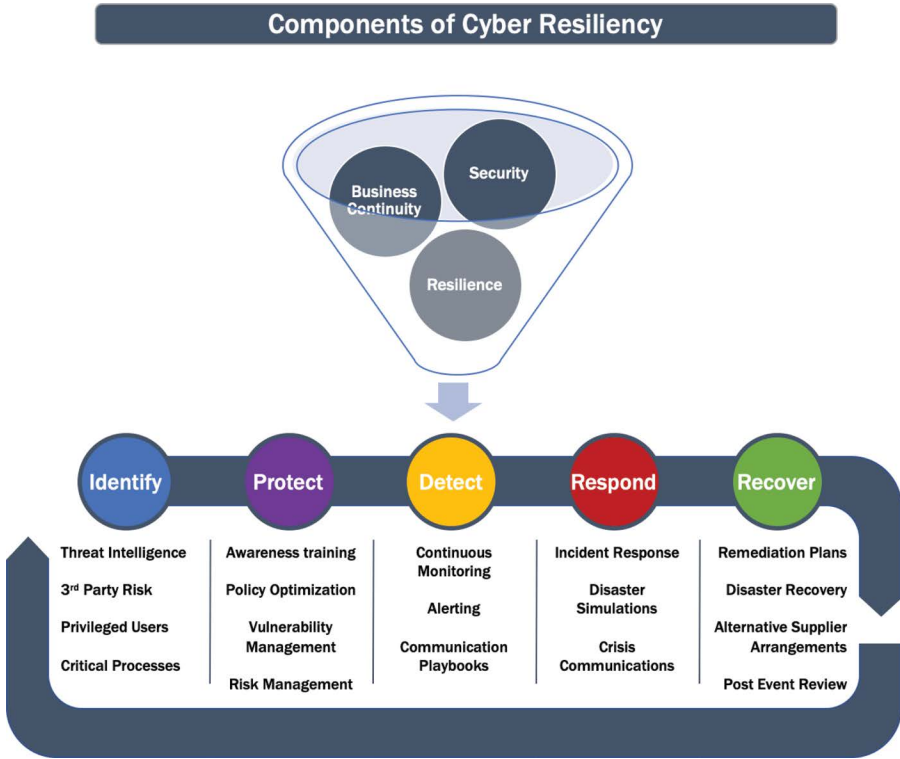 Components of Cyber Resiliency
Security
Business
Continuity
Resilience
Identify
Protect
Detect
Respond
Recover
Threat Intelligence
3rd Party Risk
Privileged Users
Critical Processes
Awareness training
Policy Optimization
Vulnerability
Management
Risk Management
Continuous
Monitoring
Alerting
Communication
Playbooks
Incident Response
Disaster
Simulations
Crisis
Communications
Remediation Plans
Disaster Recovery
Alternative Supplier
Arrangements
Post Event Review